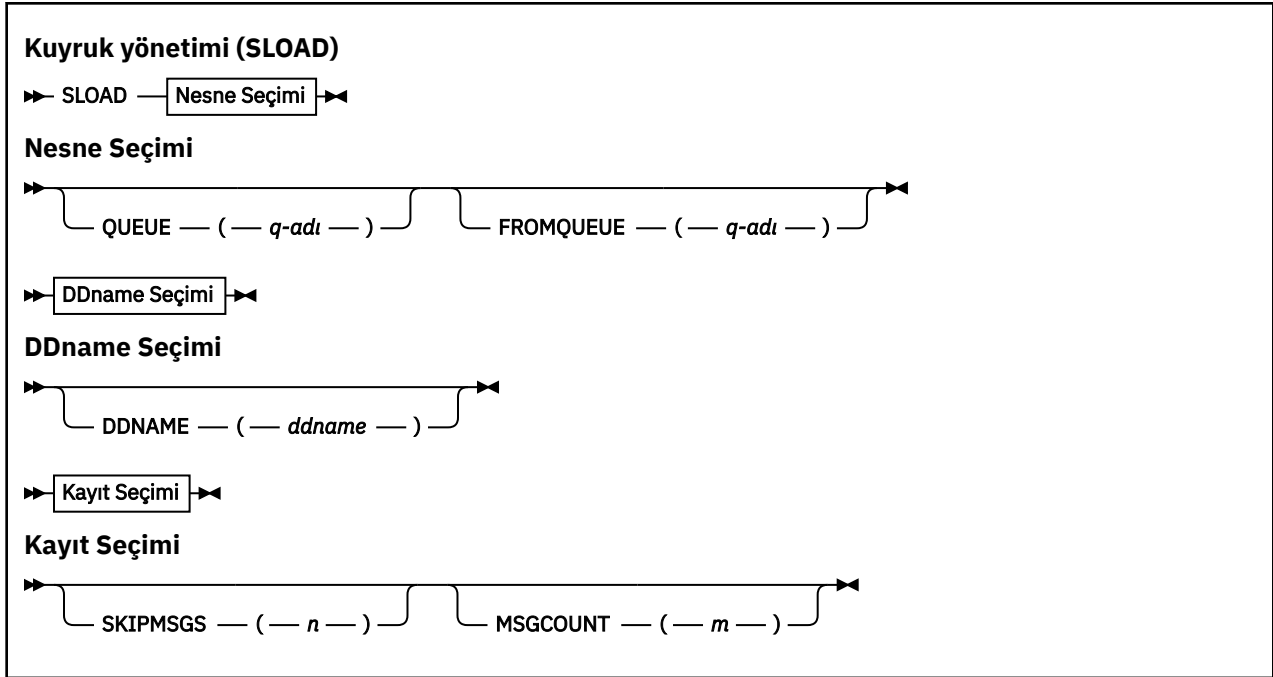 Kuyruk yönetimi (SLOAD)
SLOAD Nesne Seçimi
Nesne Seçimi
QUEUE ( q-adı ) FROMQUEUE ( q-adı )
DDname Seçimi
DDname Seçimi
DDNAME ( ddname )
Kayıt Seçimi
Kayıt Seçimi
SKIPMSGS ( n ) MSGCOUNT ( m )